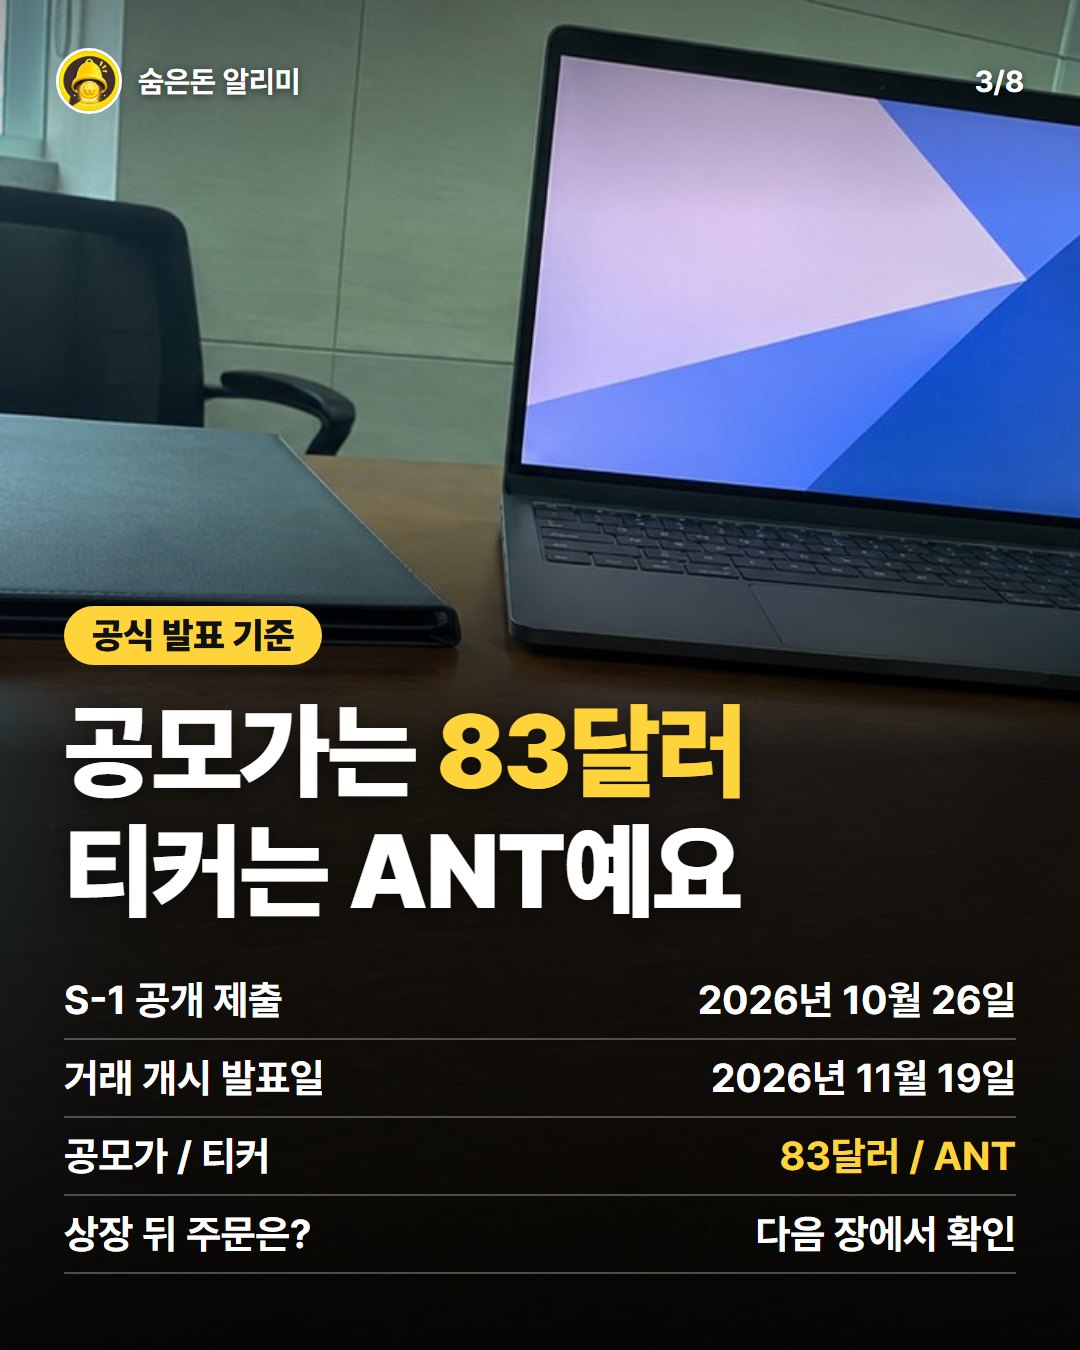 숨은돈 알리미
3/8
공식 발표 기준
공모가는 83달러
티커는 ANT예요
S-1 공개 제출 2026년 10월 26일
거래 개시 발표일 2026년 11월 19일
공모가 / 티커 83달러 / ANT
상장 뒤 주문은? 다음 장에서 확인